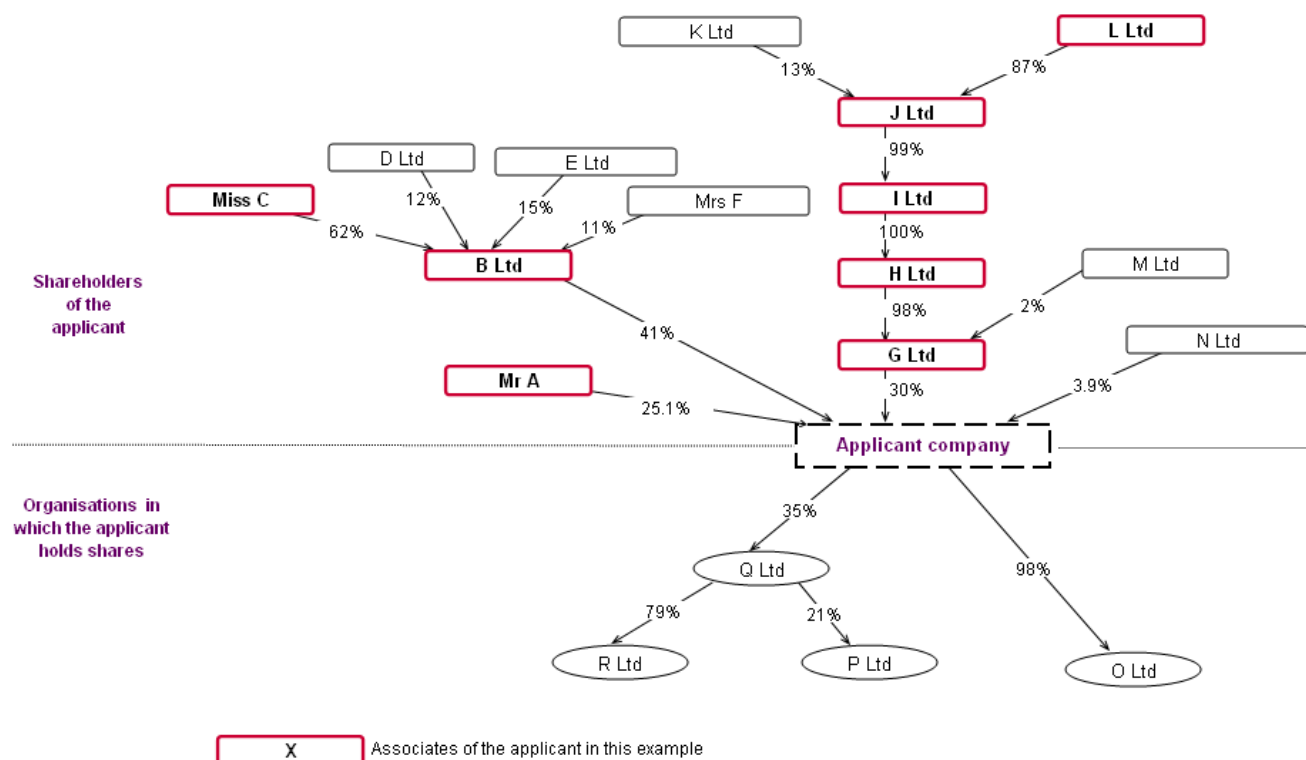 K Ltd
L Ltd
13%
87%
J Ltd
99%
D Ltd
E Ltd
Miss C
12%
15%
Mrs F
I Ltd
62%
11%
100%
B Ltd
H Ltd
M Ltd
Shareholders
of the
applicant
98%
2%
41%
G Ltd
N Ltd
Mr A
30%
3.9%
25.1%
Applicant company
Organisations in
which the applicant
holds shares
35%
Q Ltd
98%
79%
21%
R Ltd
P Ltd
O Ltd
X
Associates of the applicant in this example